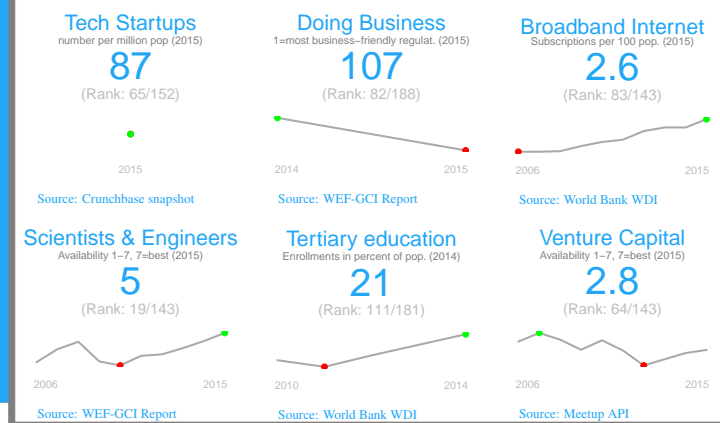 Tech Startups
number per million pop (2015)
87
(Rank: 65/152)
2015
Source: Crunchbase snapshot
Doing Business
1=most business−friendly regulat. (2015)
107
(Rank: 82/188)
2014 2015
Source: WEF-GCI Report
Broadband Internet
Subscriptions per 100 pop. (2015)
2.6
(Rank: 83/143)
2006 2015
Source: World Bank WDI
Scientists & Engineers
Availability 1−7, 7=best (2015)
5
(Rank: 19/143)
2006 2015
Source: WEF-GCI Report
Tertiary education
Enrollments in percent of pop. (2014)
21
(Rank: 111/181)
2010 2014
Source: World Bank WDI
Venture Capital
Availability 1−7, 7=best (2015)
2.8
(Rank: 64/143)
2006 2015
Source: Meetup API